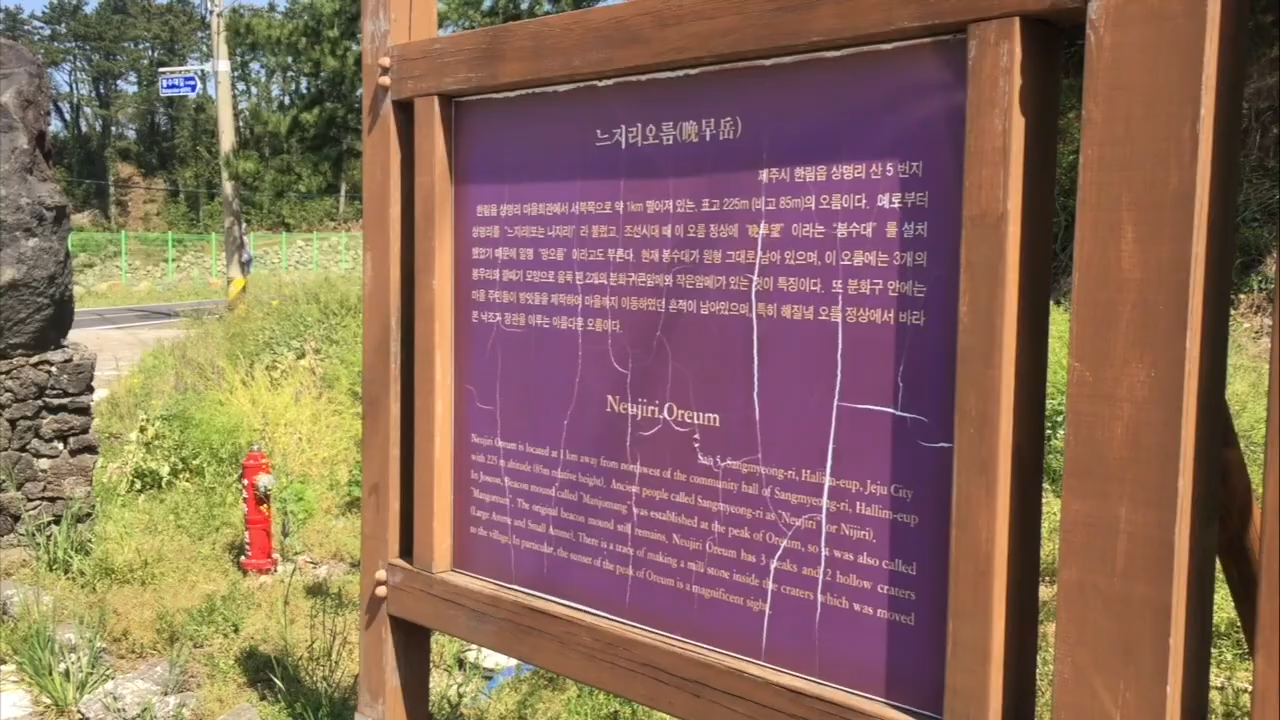 봉수대길
느지리오름(晩早岳)
제주시 한림읍 상명리 산 5 번지
한림읍 상명리 마을회관에서 서북쪽으로 약 1km 떨어져 있는, 표고 225m (비고 85m)의 오름이다. 예로부터
상명리를 "느지리(또는 니지리)" 라 불렀고, 조선시대 때 이 오름 정상에 "晩早望" 이라는 "봉수대" 를 설치
했었기 때문에 일명 "망오름" 이라고도 부른다. 현재 봉수대가 원형 그대로 남아 있으며, 이 오름에는 3개의
봉우리와 깔때기 모양으로 움푹 팬 2개의 분화구(큰암메와 작은암메)가 있는 것이 특징이다. 또 분화구 안에는
마을 주민들이 방앗돌을 제작하여 마을까지 이동하였던 흔적이 남아있으며, 특히 해질녘 오름 정상에서 바라
본 낙조가 장관을 이루는 아름다운 오름이다.
Neujiri Oreum
San 5, Sangmyeong-ri, Hallim-eup, Jeju City
Neujiri Oreum is located at 1 km away from northwest of the community hall of Sangmyeong-ri, Hallim-eup
with 225 m altitude (85m relative height). Ancient people called Sangmyeong-ri as "Neujiri" (or Nijiri).
In Joseon, Beacon mound called "Manjomang" was established at the peak of Oreum, so it was also called
"Mangoreum". The original beacon mound still remains. Neujiri Oreum has 3 peaks and 2 hollow craters
(Large Amme and Small Amme). There is a trace of making a mill stone inside the craters which was moved
to the village. In particular, the sunset of the peak of Oreum is a magnificent sight.